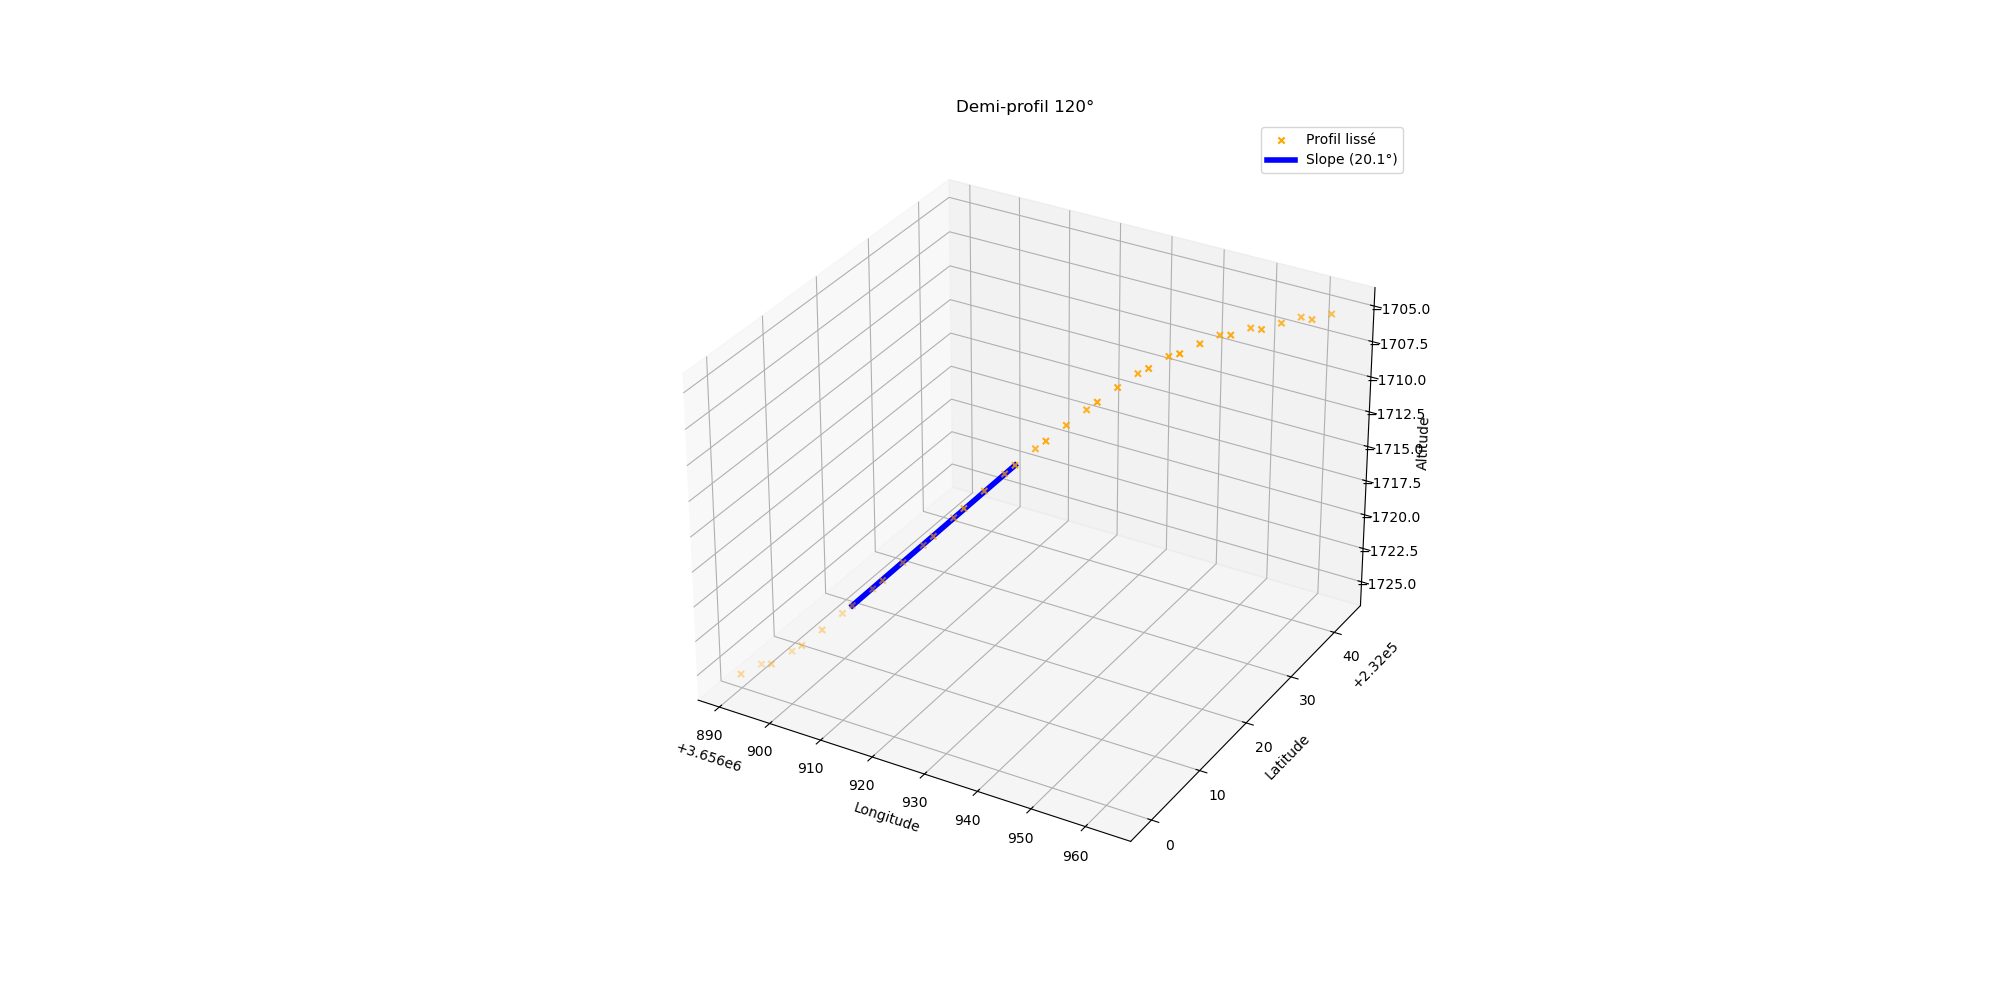 Demi-profil 120°
Profil lissé
Slope (20.1°)
−1705.0
−1707.5
−1710.0
−1712.5
−1715.0
−1717.5
−1720.0
−1722.5
−1725.0
Altitude
40
30
20
10
0
+2.32e5
Latitude
890
900
910
920
930
940
950
960
+3.656e6
Longitude